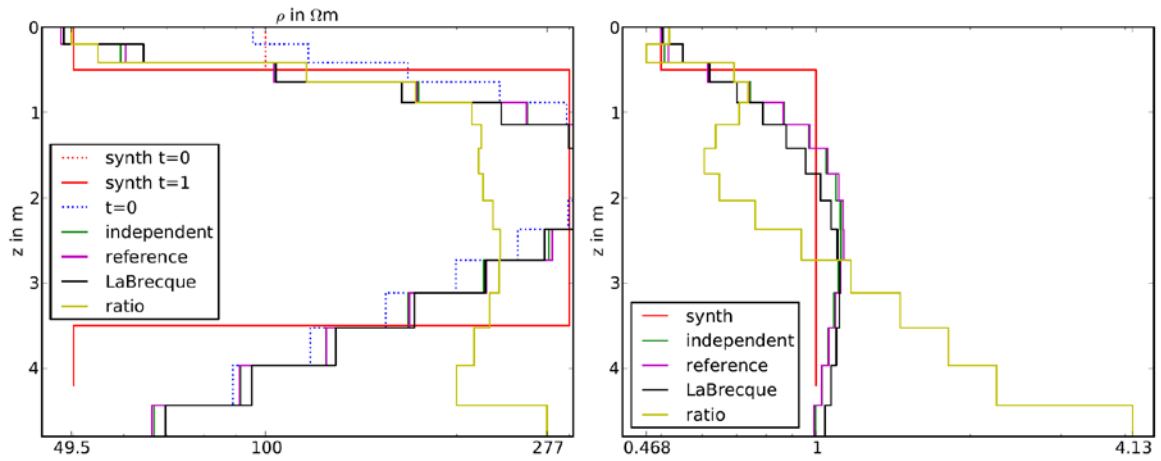 ρ in Ωm
0
1
2
3
4
z in m
synth t=0
synth t=1
t=0
independent
reference
LaBrecque
ratio
49.5
100
277
0
1
2
3
4
z in m
synth
independent
reference
LaBrecque
ratio
0.468
1
4.13